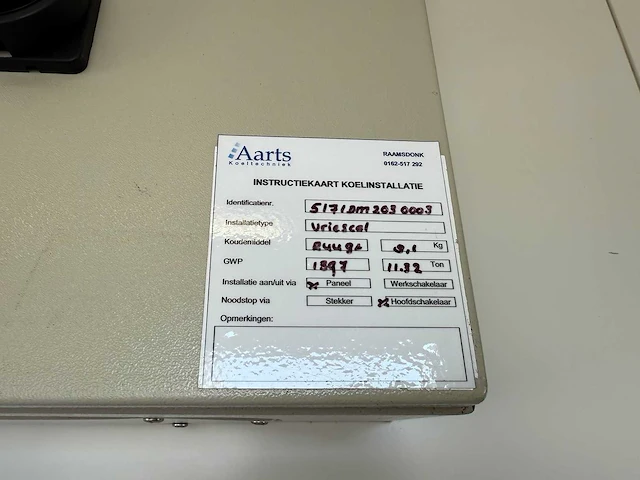 Aarts
Koeltechniek
RAAMSDONK
0162-517 292
INSTRUCTIEKAART KOELINSTALLATIE
Identificatienr. 5171DM2030003
Installatietype Vriescel
Koudemiddel R449A Kg
GWP 1397 11.32 Ton
Installatie aan/uit via Paneel Werkschakelaar
Noodstop via Stekker Hoofdschakelaar
Opmerkingen: